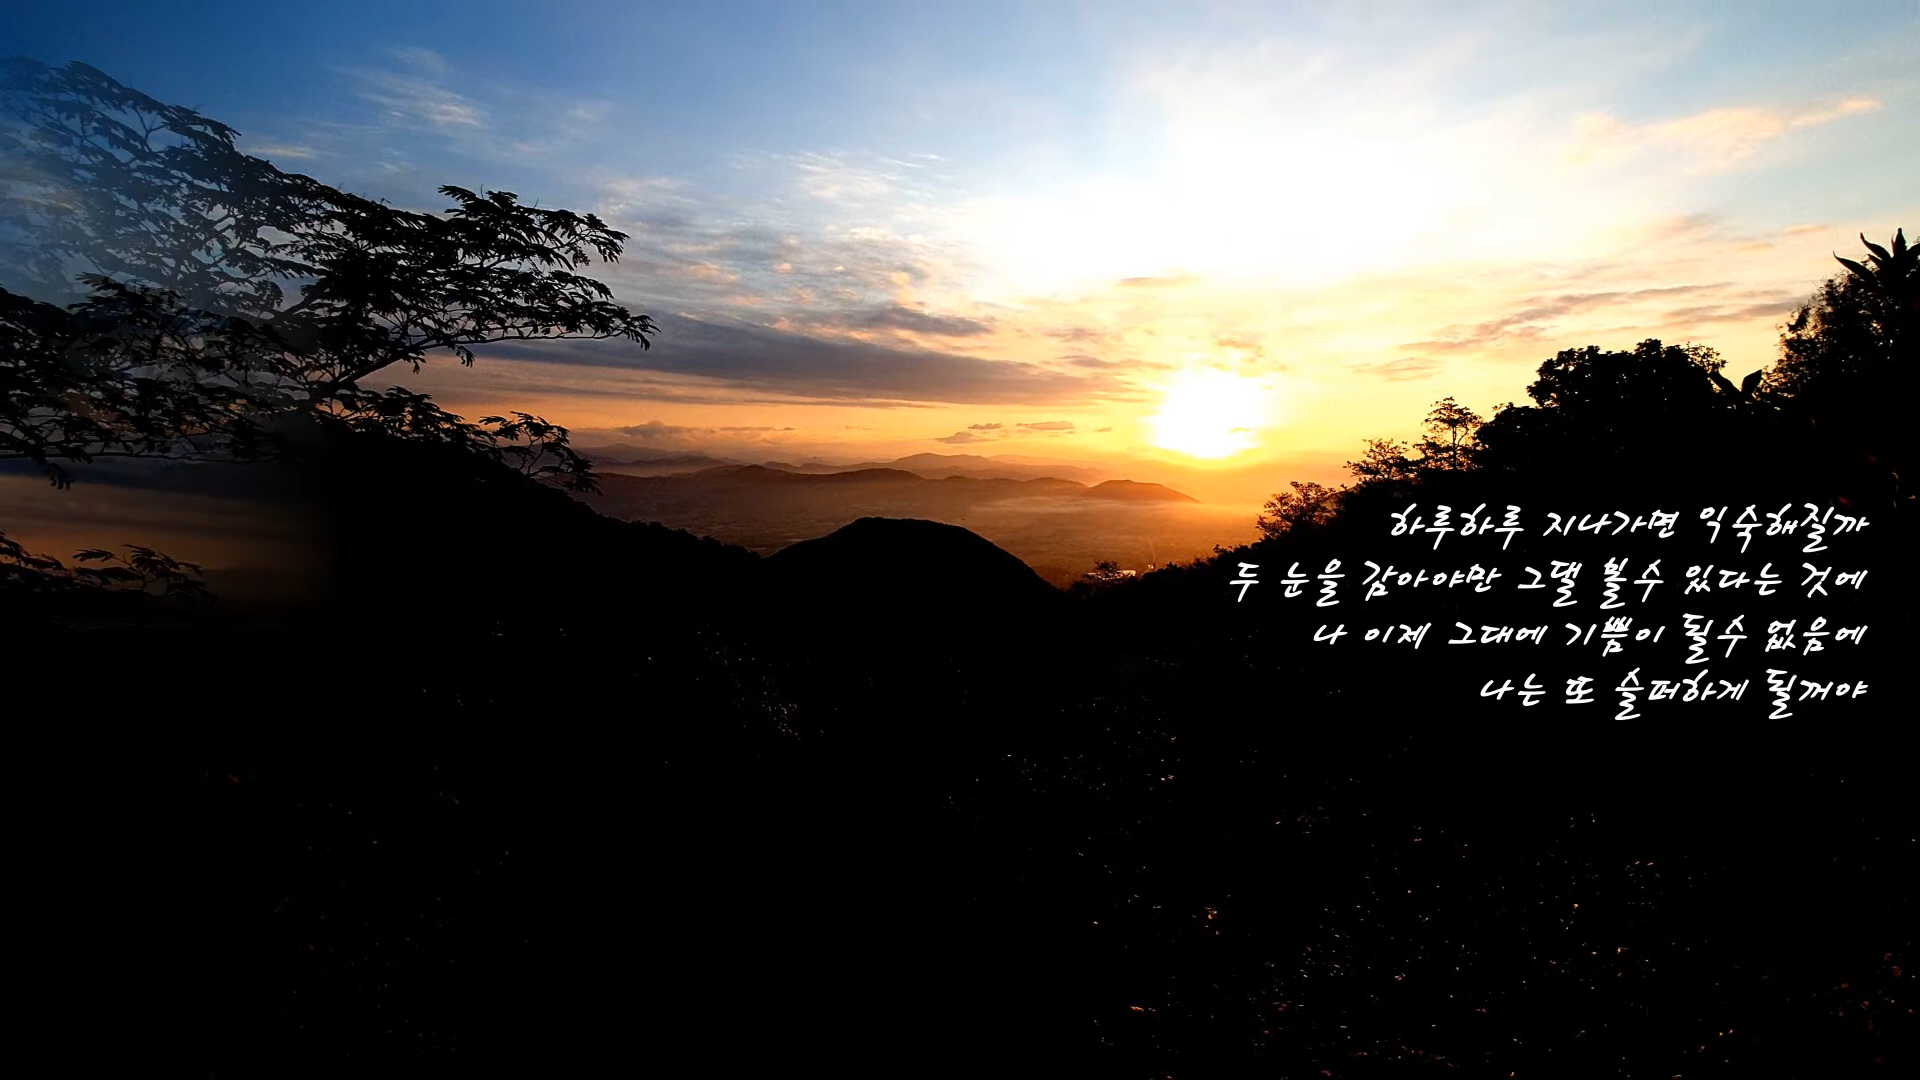 하루하루 지나가면 익숙해질까
두 눈을 감아야만 그댈 볼수 있다는 것에
나 이제 그대에 기쁨이 될수 없음에
나는 또 슬퍼하게 될꺼야